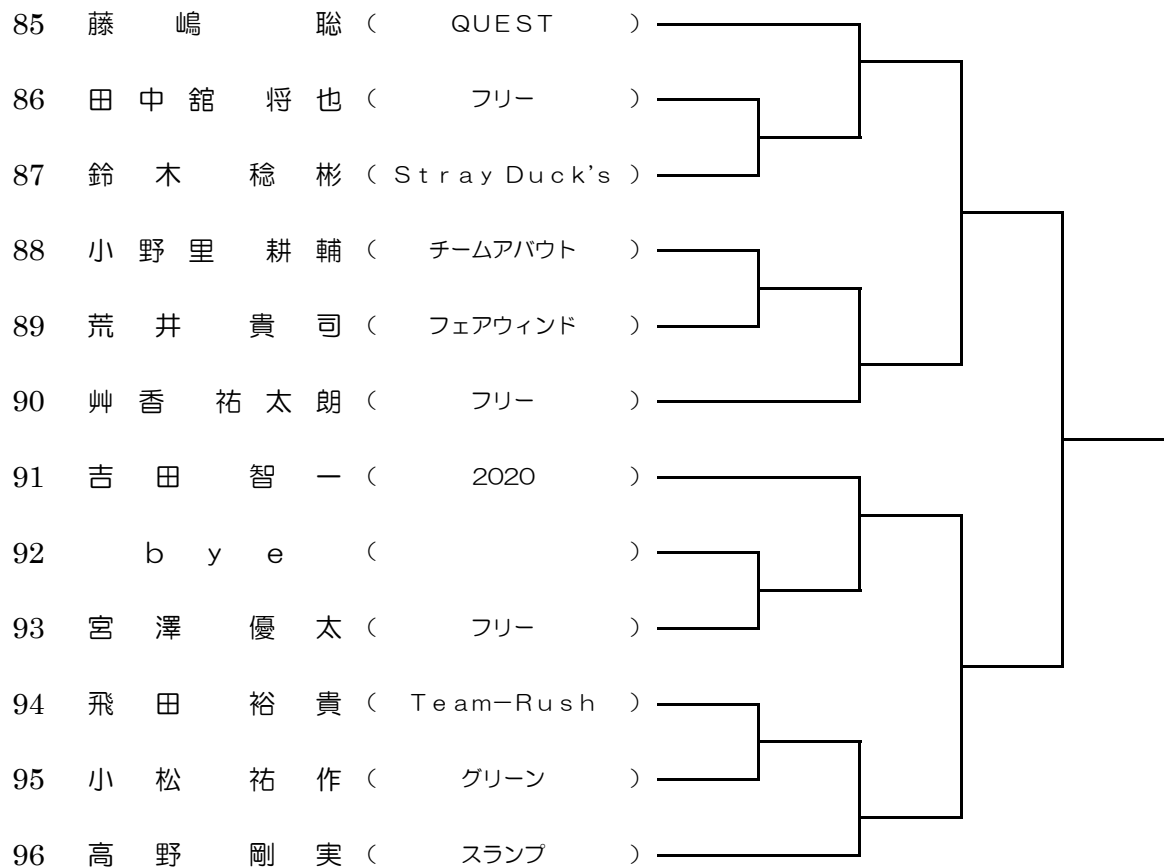 85 藤嶋 聡 ( QUEST )
86 田中舘 将也 ( フリー )
87 鈴木 稔彬 ( Stray Duck's )
88 小野里 耕輔 ( チームアバウト )
89 荒井 貴司 ( フェアウィンド )
90 艸香 祐太朗 ( フリー )
91 吉田 智一 ( 2020 )
92 bye ( )
93 宮澤 優太 ( フリー )
94 飛田 裕貴 ( Team-Rush )
95 小松 祐作 ( グリーン )
96 高野 剛実 ( スランプ )